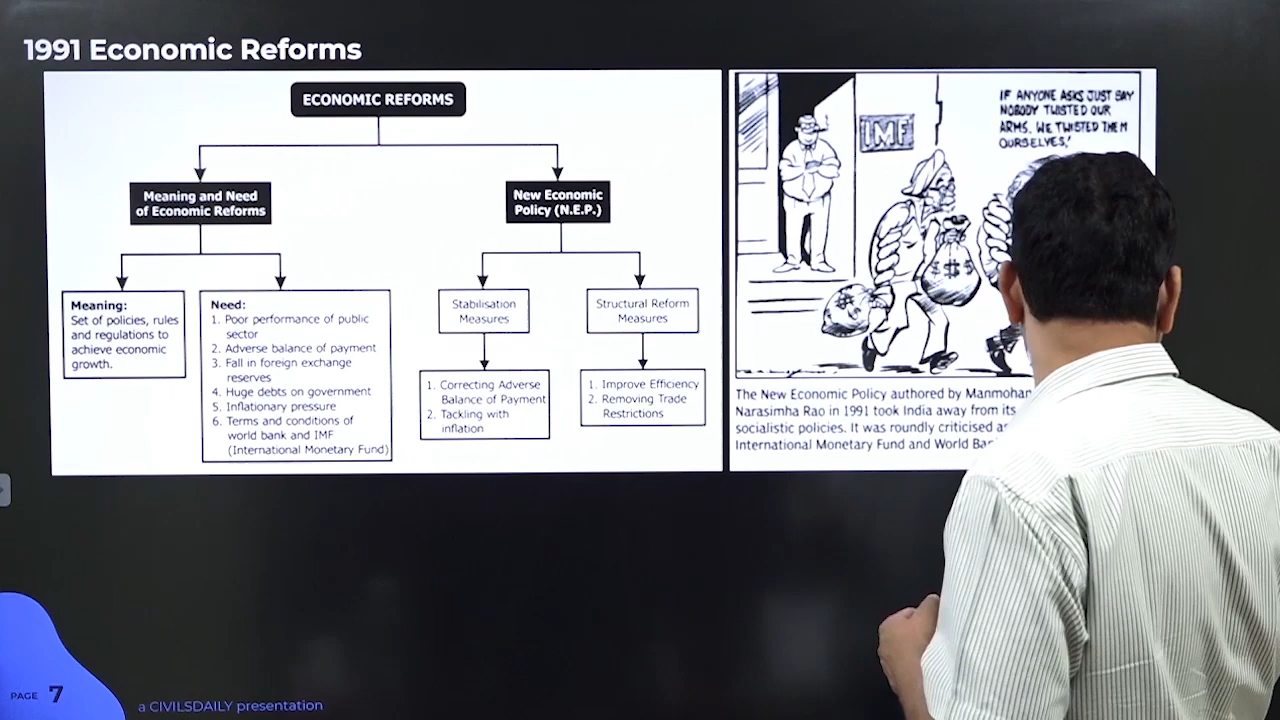 1991 Economic Reforms
ECONOMIC REFORMS
Meaning and Need
of Economic Reforms
New Economic
Policy (N.E.P.)
Meaning:
Set of policies, rules
and regulations to
achieve economic
growth.
Need:
1. Poor performance of public
sector
2. Adverse balance of payment
3. Fall in foreign exchange
reserves
4. Huge debts on government
5. Inflationary pressure
6. Terms and conditions of
world bank and IMF
(International Monetary Fund)
Stabilisation
Measures
Structural Reform
Measures
1. Correcting Adverse
Balance of Payment
2. Tackling with
inflation
1. Improve Efficiency
2. Removing Trade
Restrictions
IF ANYONE ASKS JUST SAY
NOBODY TWISTED OUR
ARMS. WE TWISTED THEM
OURSELVES!
IMF
$
$$$
The New Economic Policy authored by Manmohan
Narasimha Rao in 1991 took India away from its
socialistic policies. It was roundly criticised
International Monetary Fund and World
PAGE 7
a CIVILSDAILY presentation